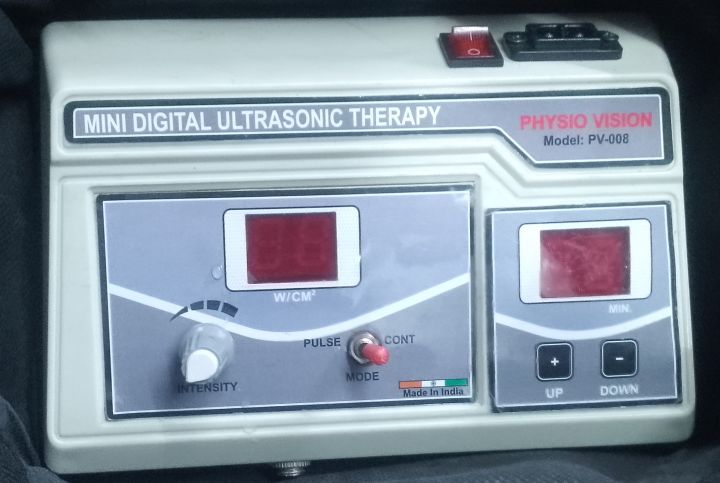 MINI DIGITAL ULTRASONIC THERAPY
PHYSIO VISION
Model: PV-008
W/CM²
MIN.
PULSE
CONT
MODE
INTENSITY
Made In India
+
-
UP
DOWN